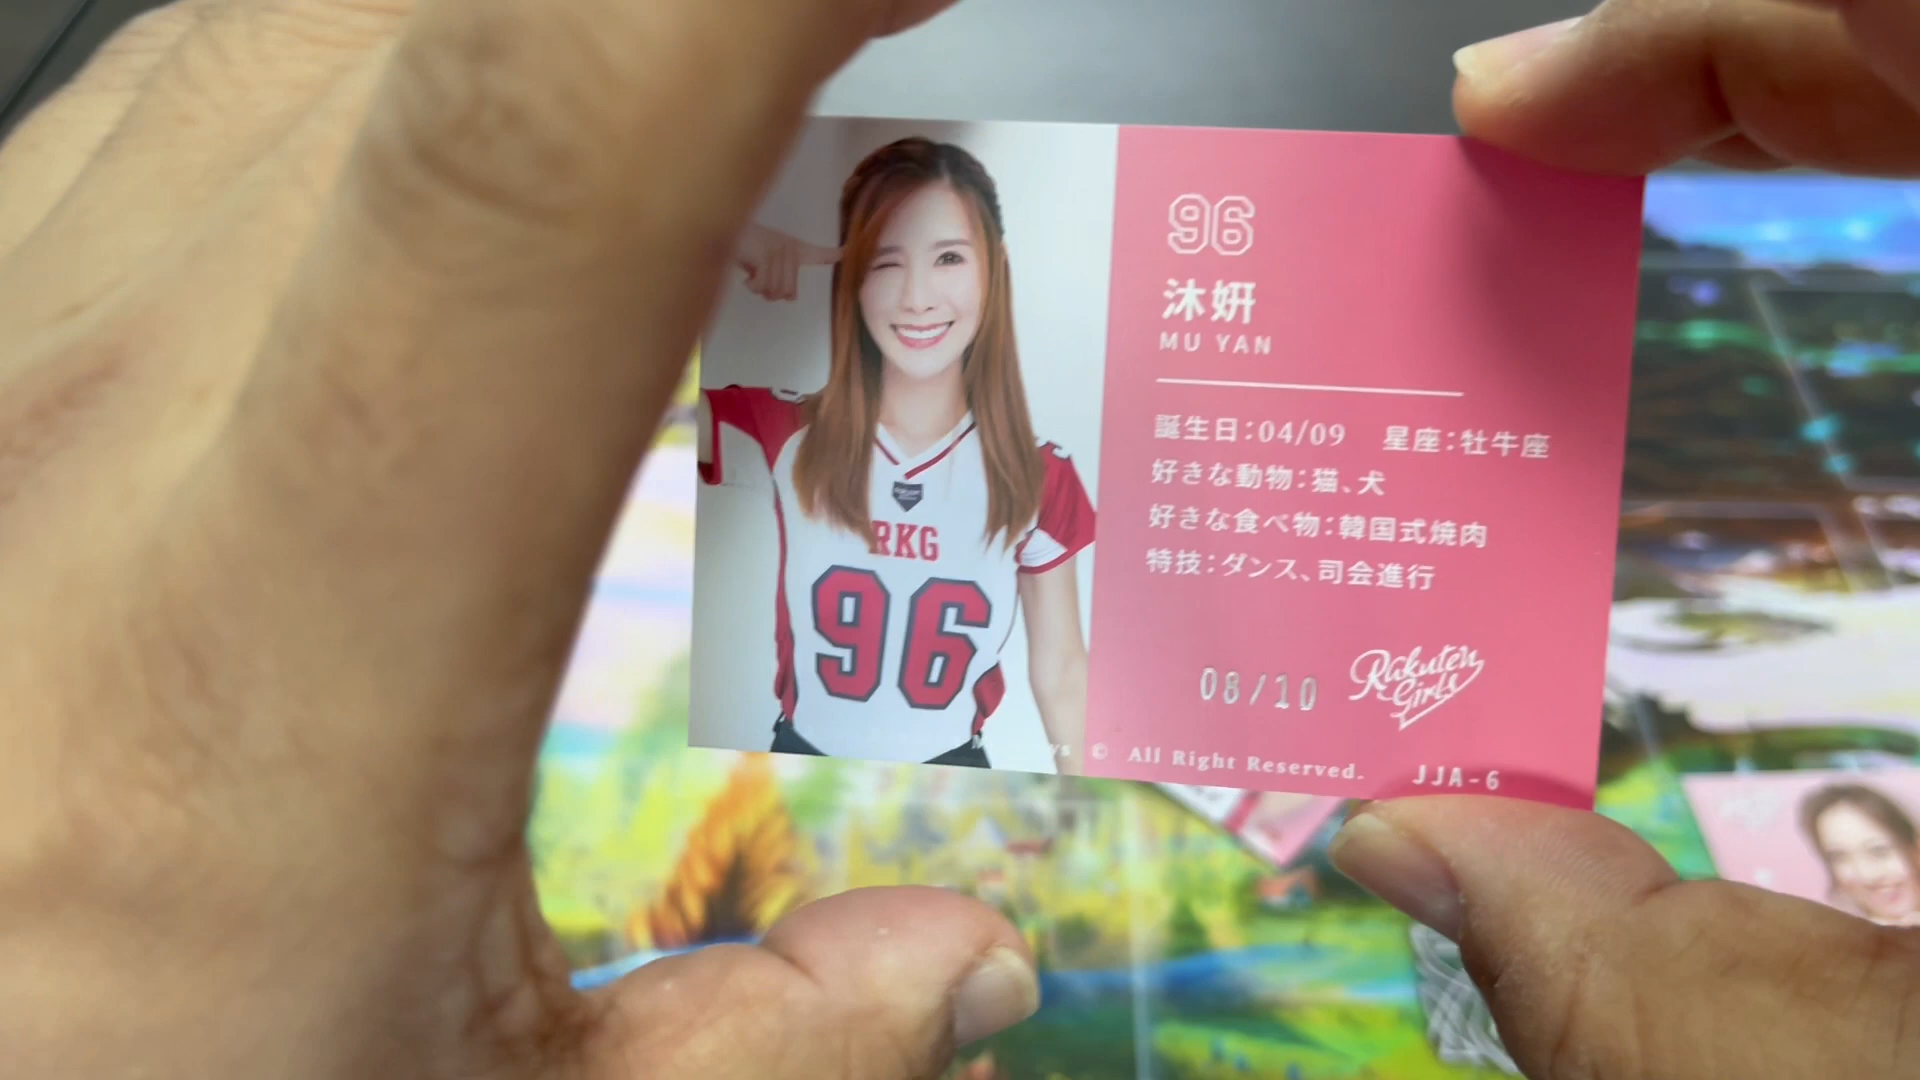 96
沐妍
MU YAN
誕生日：04/09　星座：牡牛座
好きな動物：猫、犬
好きな食べ物：韓国式焼肉
特技：ダンス、司会進行
08/10
Rakuten Girls
© All Right Reserved.
JJA-6
RKG
96